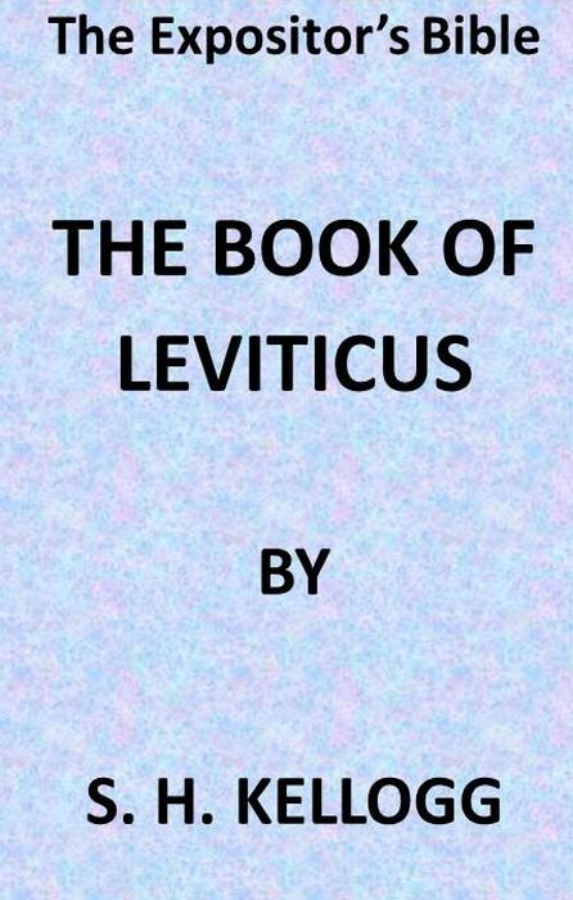 The Expositor’s Bible
THE BOOK OF
LEVITICUS
BY
S. H. KELLOGG